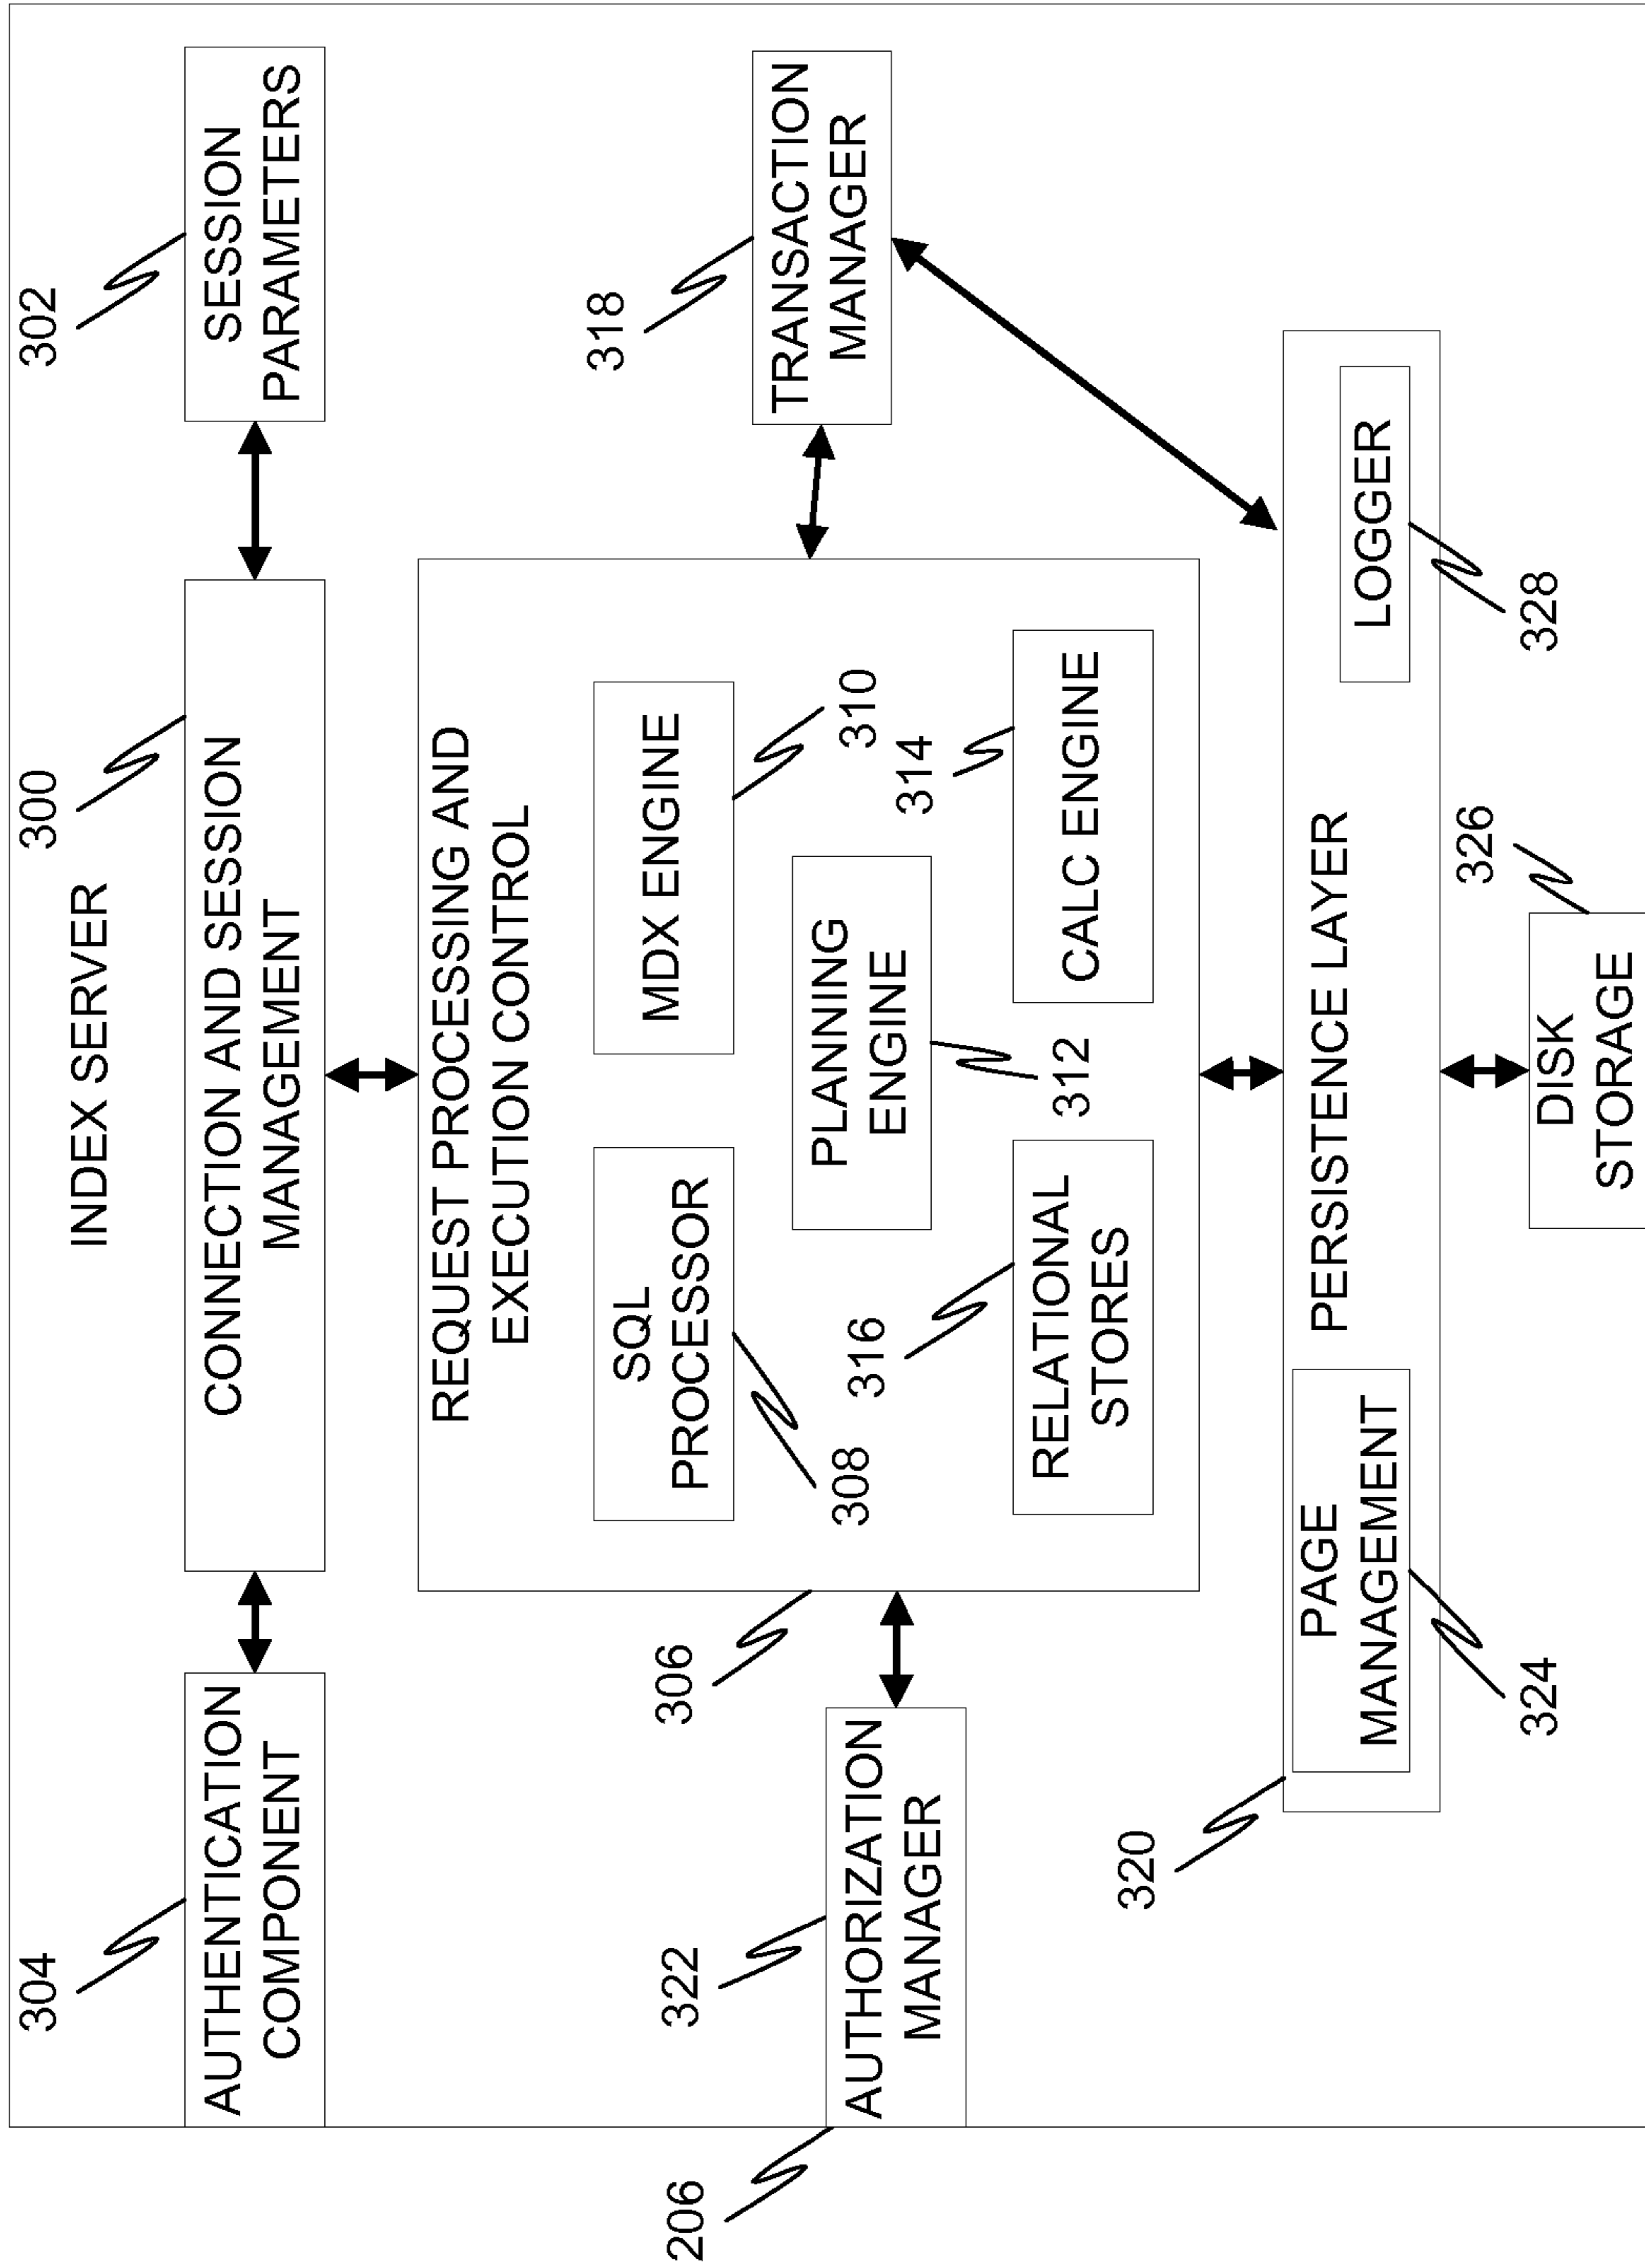 INDEX SERVER
304
300
302
AUTHENTICATION
COMPONENT
CONNECTION AND SESSION
MANAGEMENT
SESSION
PARAMETERS
REQUEST PROCESSING AND
EXECUTION CONTROL
SQL
PROCESSOR
308
MDX ENGINE
310
PLANNING
ENGINE
312
316
RELATIONAL
STORES
314
CALC ENGINE
306
318
TRANSACTION
MANAGER
322
AUTHORIZATION
MANAGER
206
320
PAGE
MANAGEMENT
324
PERSISTENCE LAYER
LOGGER
328
326
DISK
STORAGE